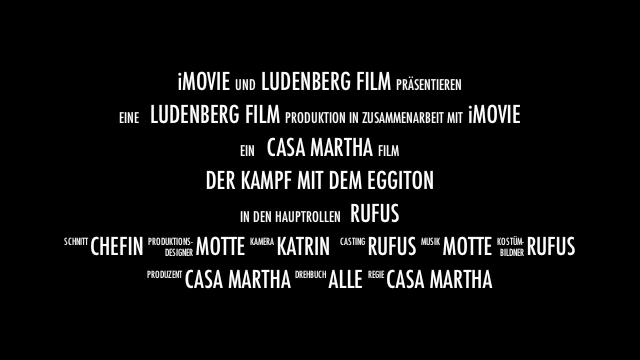 iMOVIE UND LUDENBERG FILM PRÄSENTIEREN
EINE LUDENBERG FILM PRODUKTION IN ZUSAMMENARBEIT MIT iMOVIE
EIN CASA MARTHA FILM
DER KAMPF MIT DEM EGGITON
IN DEN HAUPTROLLEN RUFUS
SCHNITT CHEFIN PRODUKTIONS-DESIGNER MOTTE KAMERA KATRIN CASTING RUFUS MUSIK MOTTE KOSTÜM-BILDNER RUFUS
PRODUZENT CASA MARTHA DREHBUCH ALLE REGIE CASA MARTHA